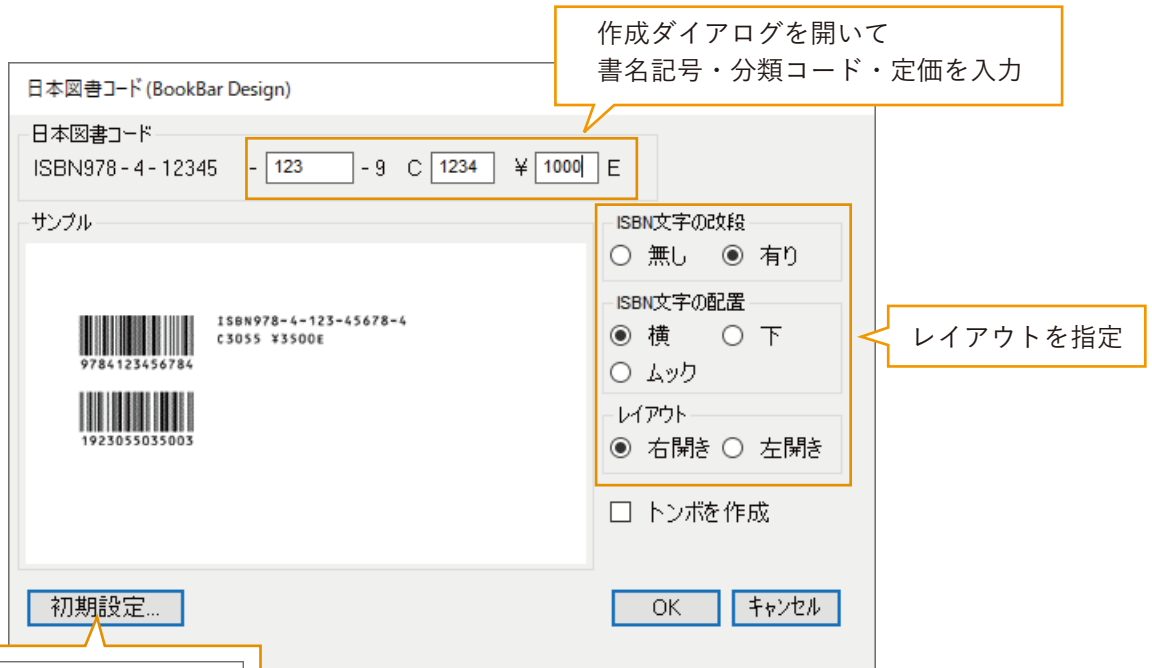 作成ダイアログを開いて
書名記号・分類コード・定価を入力
日本図書コード(BookBar Design)
日本図書コード
ISBN978 - 4 - 12345 - 123 - 9 C 1234 ¥ 1000 E
サンプル
ISBN978-4-123-45678-4
C3055 ¥3500E
9784123456784
1923055035003
ISBN文字の改段
無し 有り
ISBN文字の配置
横 下
ムック
レイアウト
右開き 左開き
レイアウトを指定
トンボを作成
初期設定...
OK キャンセル